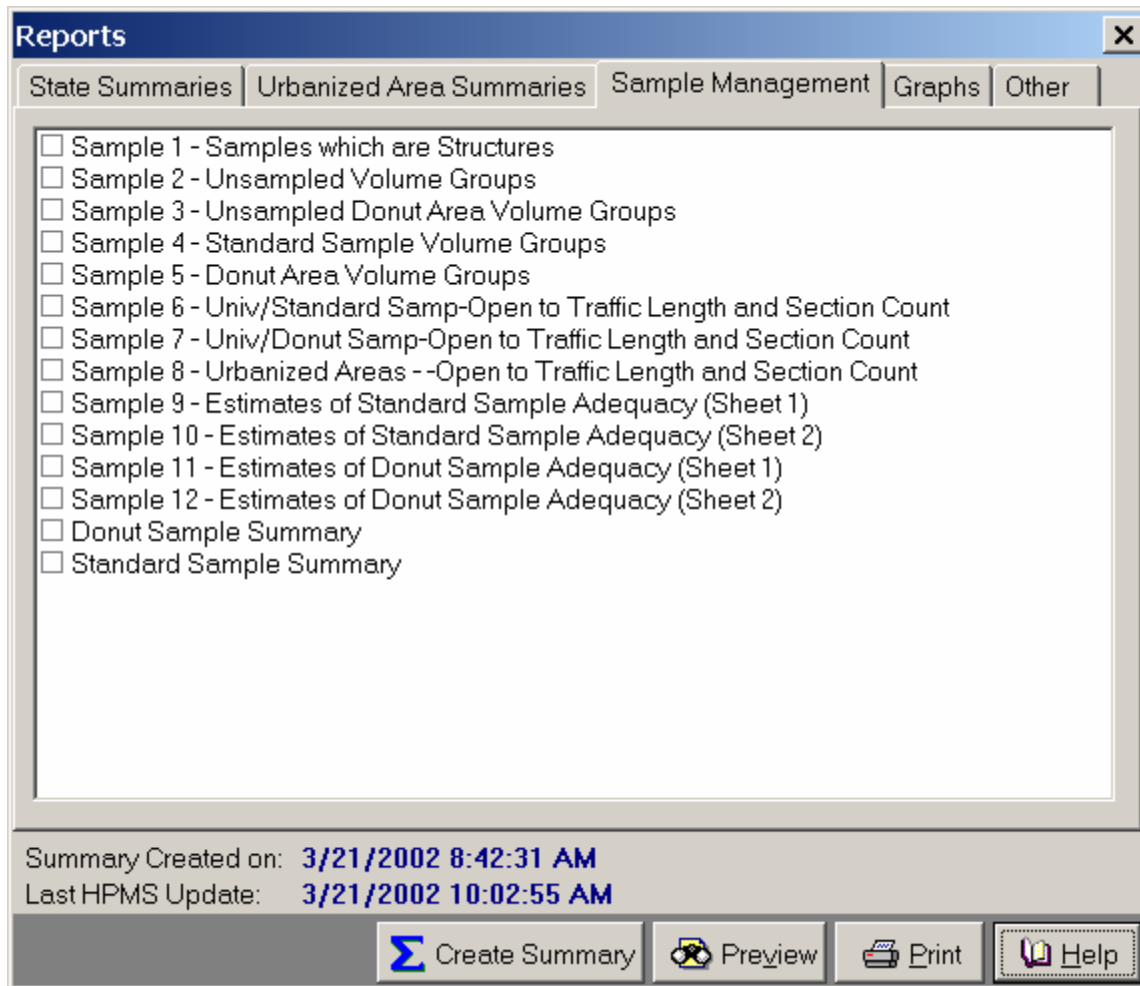 Reports
State Summaries Urbanized Area Summaries Sample Management Graphs Other
Sample 1 - Samples which are Structures
Sample 2 - Unsampled Volume Groups
Sample 3 - Unsampled Donut Area Volume Groups
Sample 4 - Standard Sample Volume Groups
Sample 5 - Donut Area Volume Groups
Sample 6 - Univ/Standard Samp-Open to Traffic Length and Section Count
Sample 7 - Univ/Donut Samp-Open to Traffic Length and Section Count
Sample 8 - Urbanized Areas --Open to Traffic Length and Section Count
Sample 9 - Estimates of Standard Sample Adequacy (Sheet 1)
Sample 10 - Estimates of Standard Sample Adequacy (Sheet 2)
Sample 11 - Estimates of Donut Sample Adequacy (Sheet 1)
Sample 12 - Estimates of Donut Sample Adequacy (Sheet 2)
Donut Sample Summary
Standard Sample Summary
Summary Created on: 3/21/2002 8:42:31 AM
Last HPMS Update: 3/21/2002 10:02:55 AM
Create Summary Preview Print Help